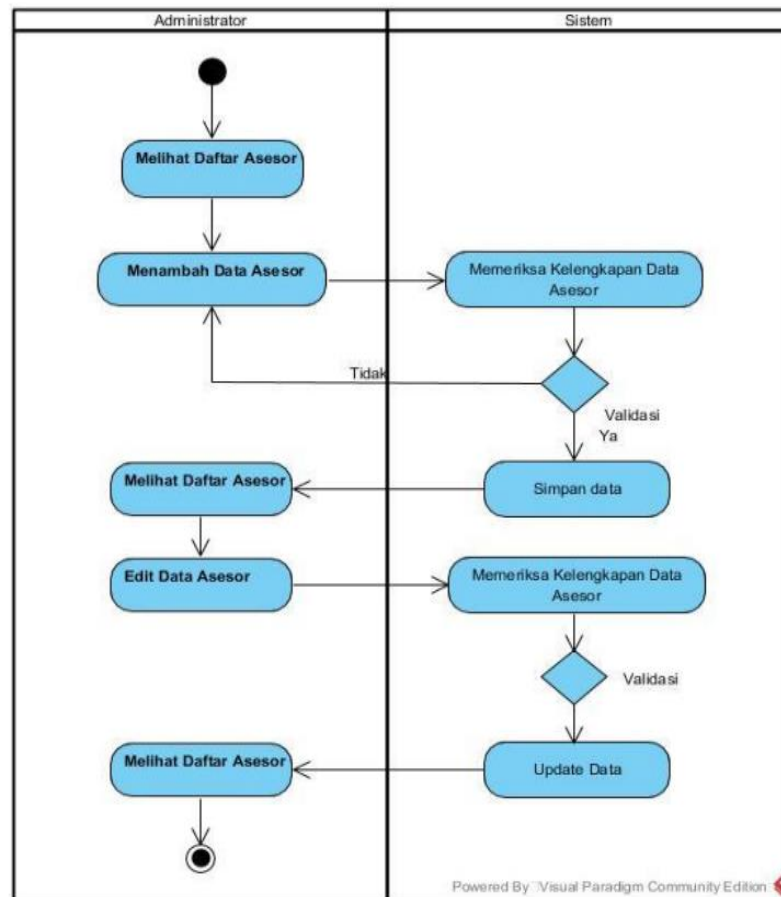 Administrator
Sistem
Melihat Daftar Asesor
Menambah Data Asesor
Memeriksa Kelengkapan Data
Asesor
Tidak
Validasi
Ya
Melihat Daftar Asesor
Simpan data
Edit Data Asesor
Memeriksa Kelengkapan Data
Asesor
Validasi
Melihat Daftar Asesor
Update Data
Powered By Visual Paradigm Community Edition